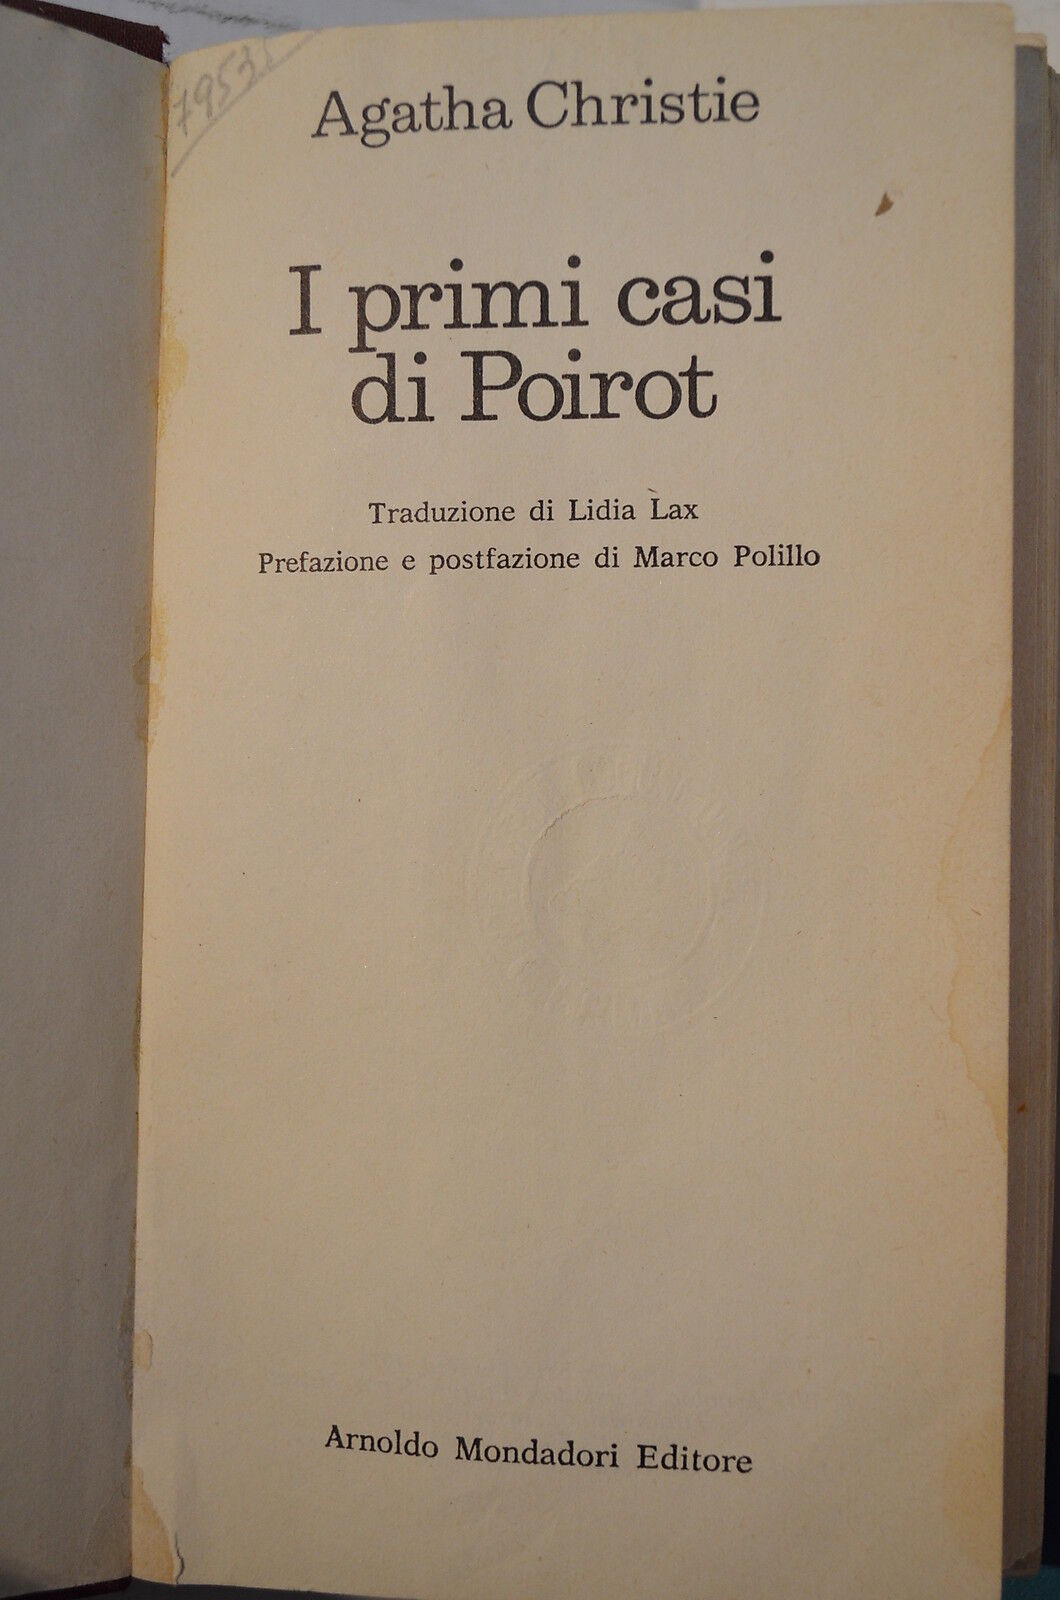 Agatha Christie
I primi casi
di Poirot
Traduzione di Lidia Lax
Prefazione e postfazione di Marco Polillo
Arnoldo Mondadori Editore